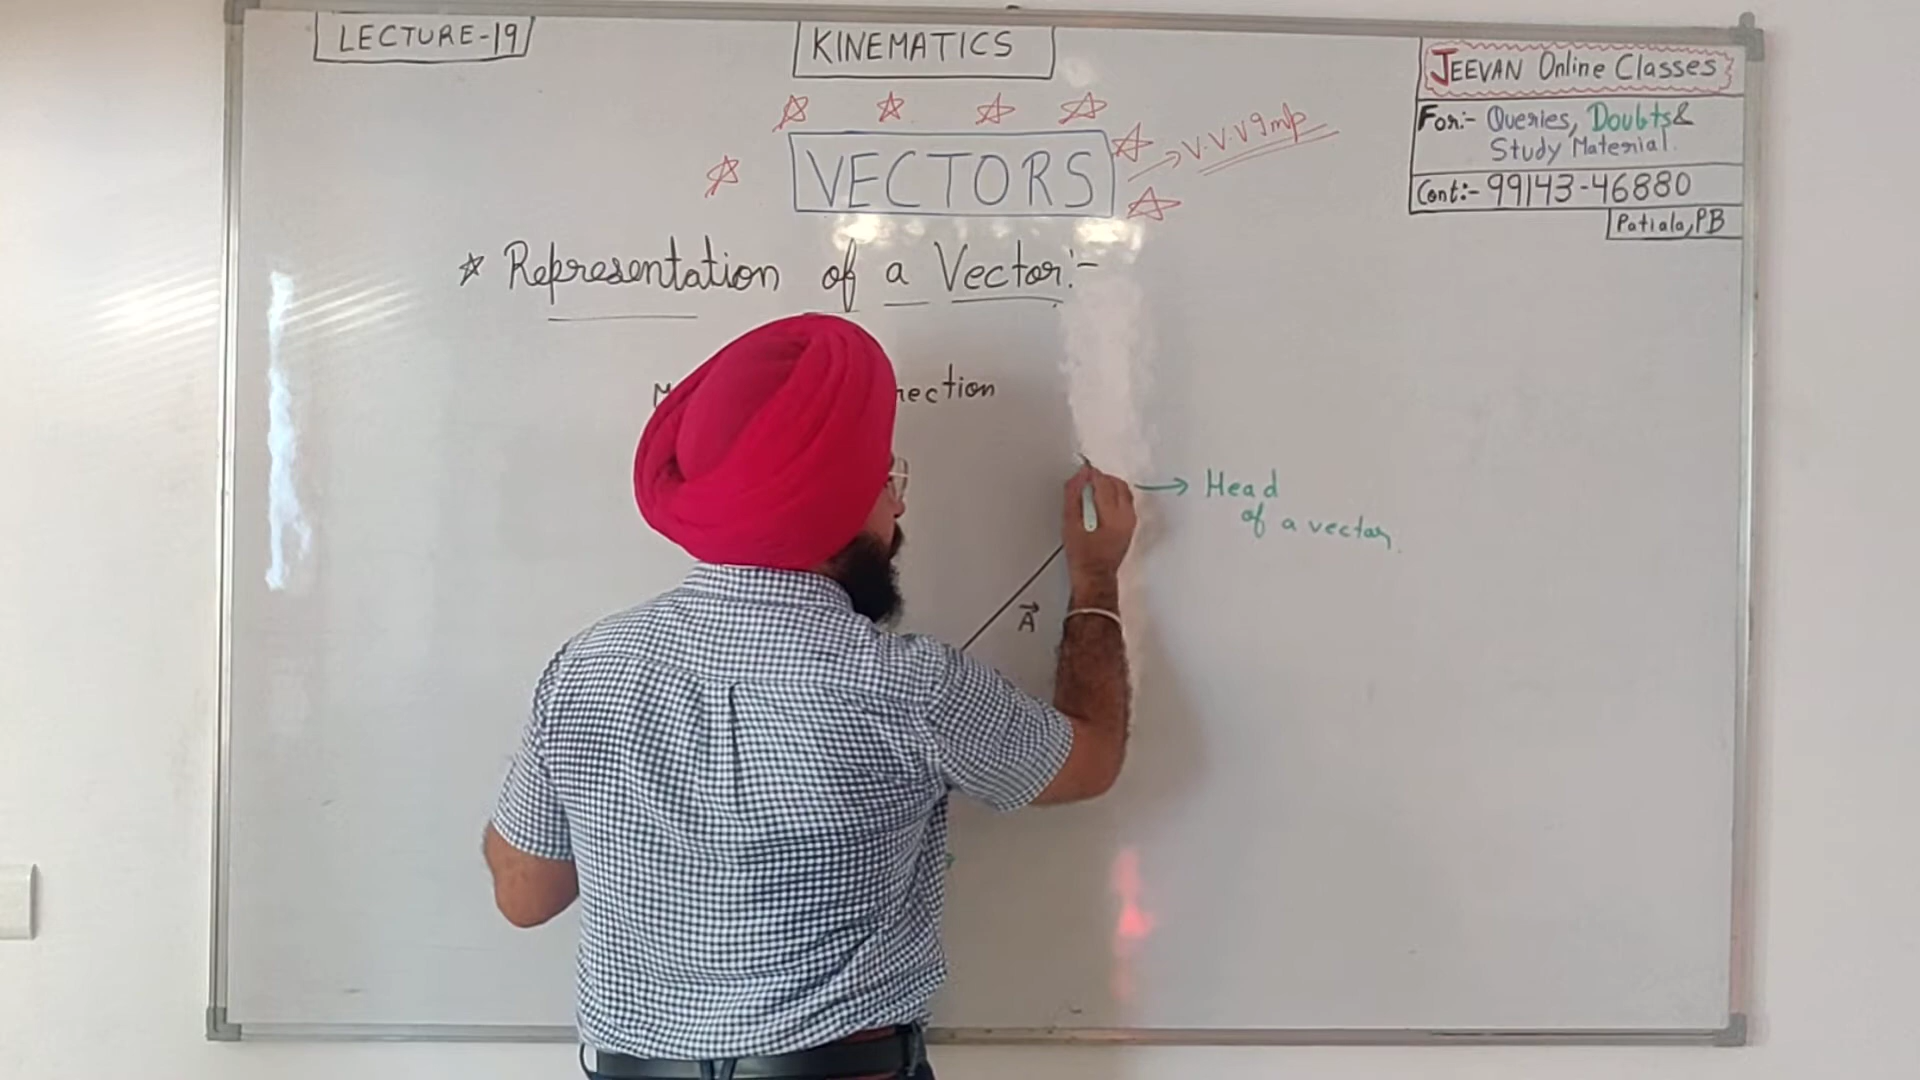 LECTURE-19
KINEMATICS
JEEVAN Online Classes
For:- Queries, Doubts &
Study Material.
Cont:- 99143-46880
Patiala, PB
VECTORS
V.V.V Imp
Representation of a Vector:-
Head
of a vector.
A